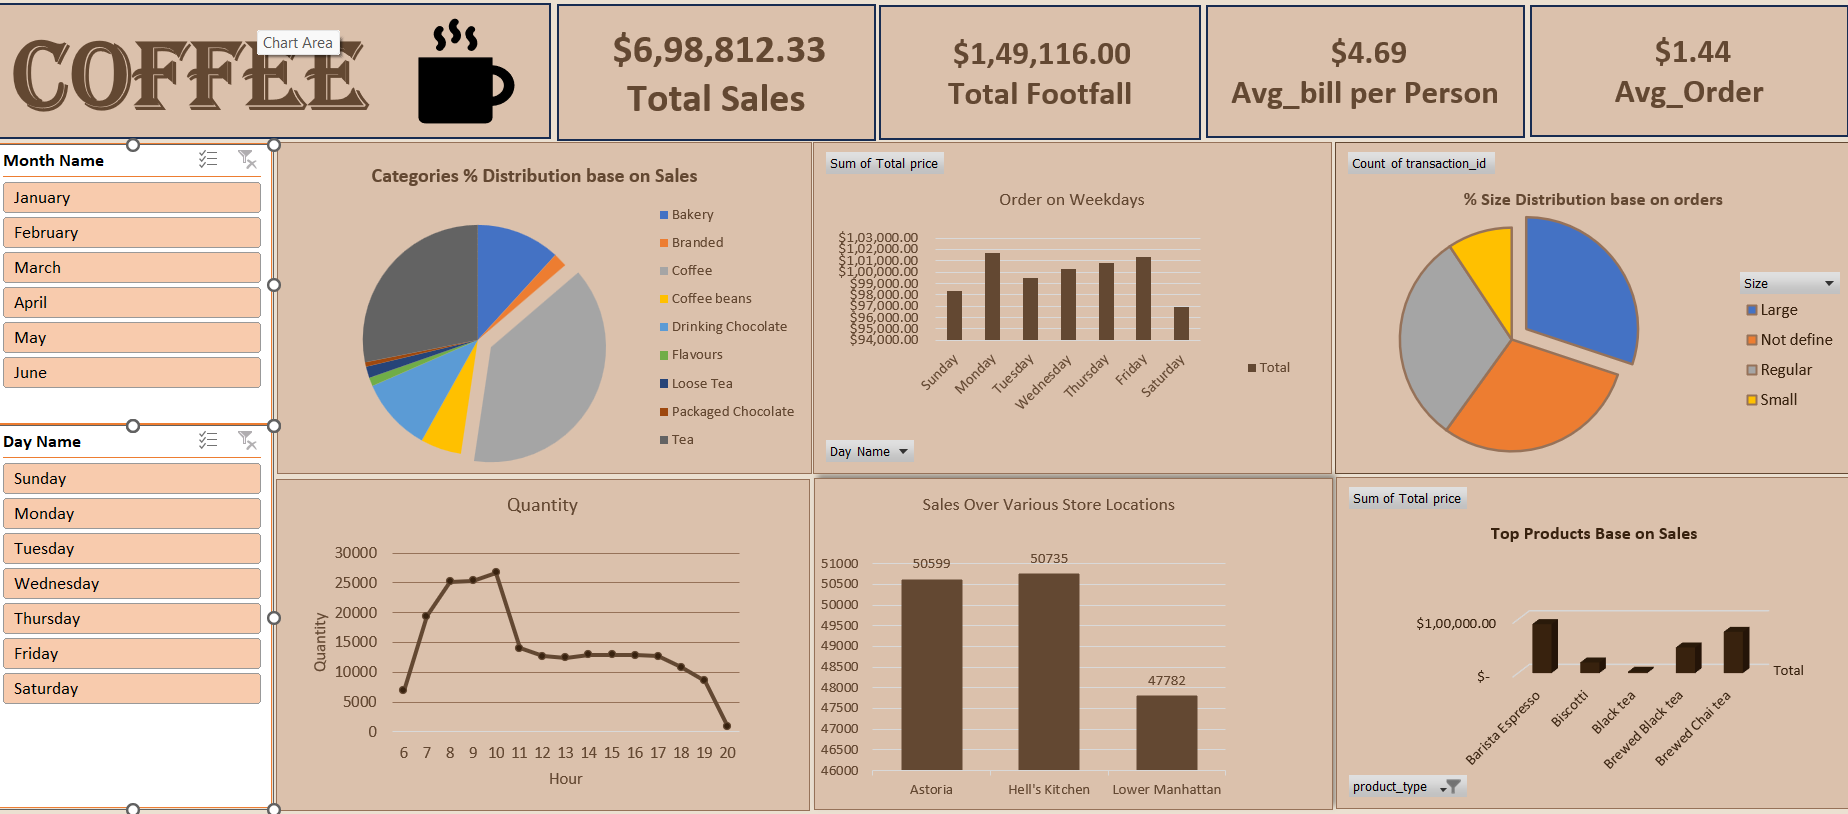 COFFEE
Chart Area
$6,98,812.33
Total Sales
$1,49,116.00
Total Footfall
$4.69
Avg_bill per Person
$1.44
Avg_Order
Month Name
January
February
March
April
May
June
Day Name
Sunday
Monday
Tuesday
Wednesday
Thursday
Friday
Saturday
Categories % Distribution base on Sales
Bakery
Branded
Coffee
Coffee beans
Drinking Chocolate
Flavours
Loose Tea
Packaged Chocolate
Tea
Sum of Total price
Order on Weekdays
$1,03,000.00
$1,02,000.00
$1,01,000.00
$1,00,000.00
$99,000.00
$98,000.00
$97,000.00
$96,000.00
$95,000.00
$94,000.00
Sunday
Monday
Tuesday
Wednesday
Thursday
Friday
Saturday
Total
Day Name
Count of transaction_id
% Size Distribution base on orders
Size
Large
Not define
Regular
Small
Quantity
30000
25000
20000
15000
10000
5000
0
Quantity
6 7 8 9 10 11 12 13 14 15 16 17 18 19 20
Hour
Sales Over Various Store Locations
51000
50500
50000
49500
49000
48500
48000
47500
47000
46500
46000
50599
50735
47782
Astoria
Hell's Kitchen
Lower Manhattan
Sum of Total price
Top Products Base on Sales
$1,00,000.00
$-
Barista Espresso
Biscotti
Black tea
Brewed Black tea
Brewed Chai tea
Total
product_type